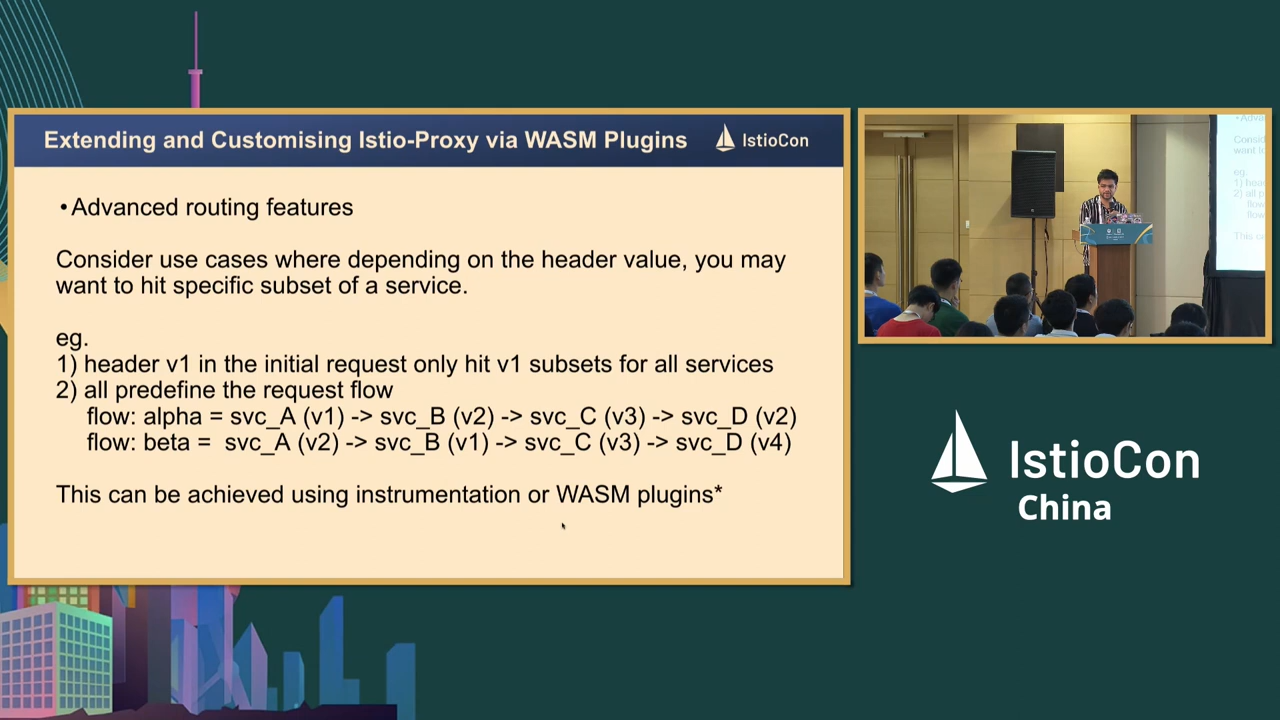 Extending and Customising Istio-Proxy via WASM Plugins
IstioCon
•Advanced routing features
Consider use cases where depending on the header value, you may
want to hit specific subset of a service.
eg.
1) header v1 in the initial request only hit v1 subsets for all services
2) all predefine the request flow
flow: alpha = svc_A (v1) -> svc_B (v2) -> svc_C (v3) -> svc_D (v2)
flow: beta =  svc_A (v2) -> svc_B (v1) -> svc_C (v3) -> svc_D (v4)
This can be achieved using instrumentation or WASM plugins*
IstioCon
China